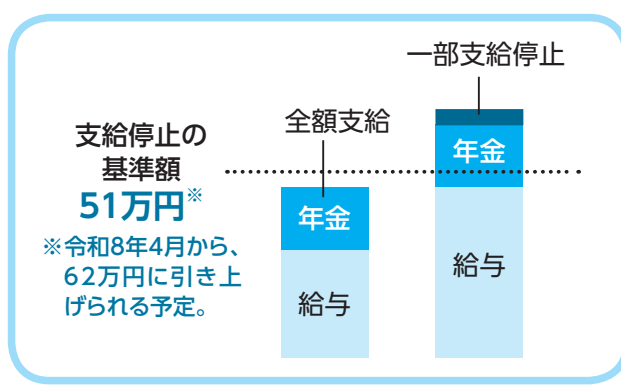 一部支給停止
全額支給
支給停止の
基準額
51万円※
※令和8年4月から、
62万円に引き上
げられる予定。
年金
給与
年金
給与